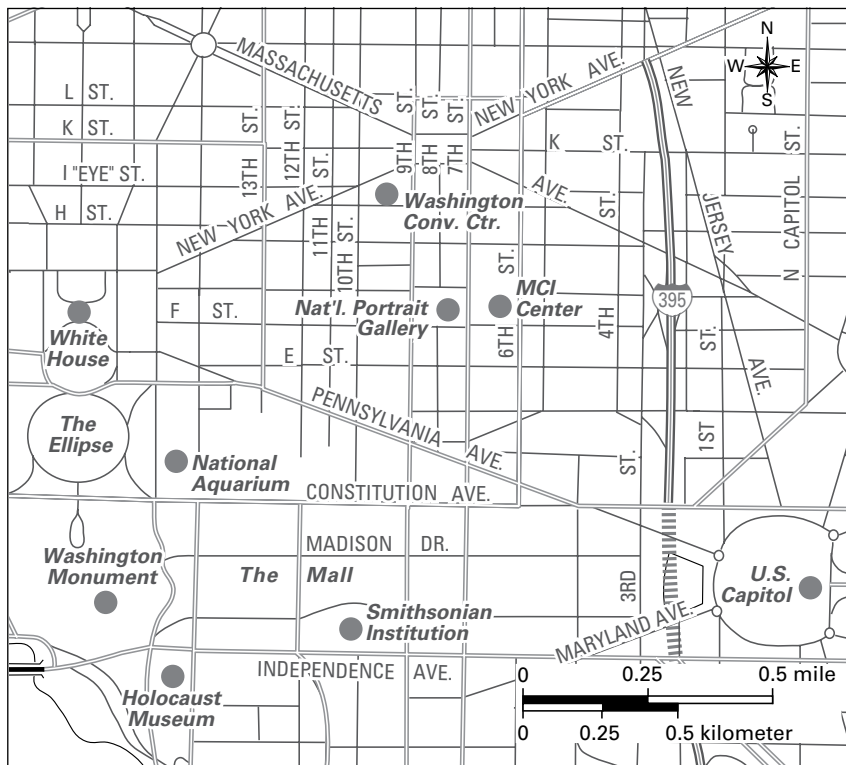 MASSACHUSETTS
AVE.
NEW YORK AVE.
NEW
JERSEY
AVE.
N
W E
S
L ST.
K ST.
I "EYE" ST.
H ST.
13TH ST.
12TH ST.
11TH ST.
10TH ST.
9TH ST.
8TH ST.
7TH ST.
K ST.
N CAPITOL ST.
NEW YORK AVE.
Washington
Conv. Ctr.
6TH ST.
4TH ST.
395
1ST ST.
White
House
F ST.
Nat'l. Portrait
Gallery
MCI
Center
E ST.
The
Ellipse
PENNSYLVANIA AVE.
National
Aquarium
CONSTITUTION AVE.
3RD ST.
Washington
Monument
MADISON DR.
The Mall
U.S.
Capitol
Smithsonian
Institution
MARYLAND AVE.
INDEPENDENCE AVE.
Holocaust
Museum
0 0.25 0.5 mile
0 0.25 0.5 kilometer